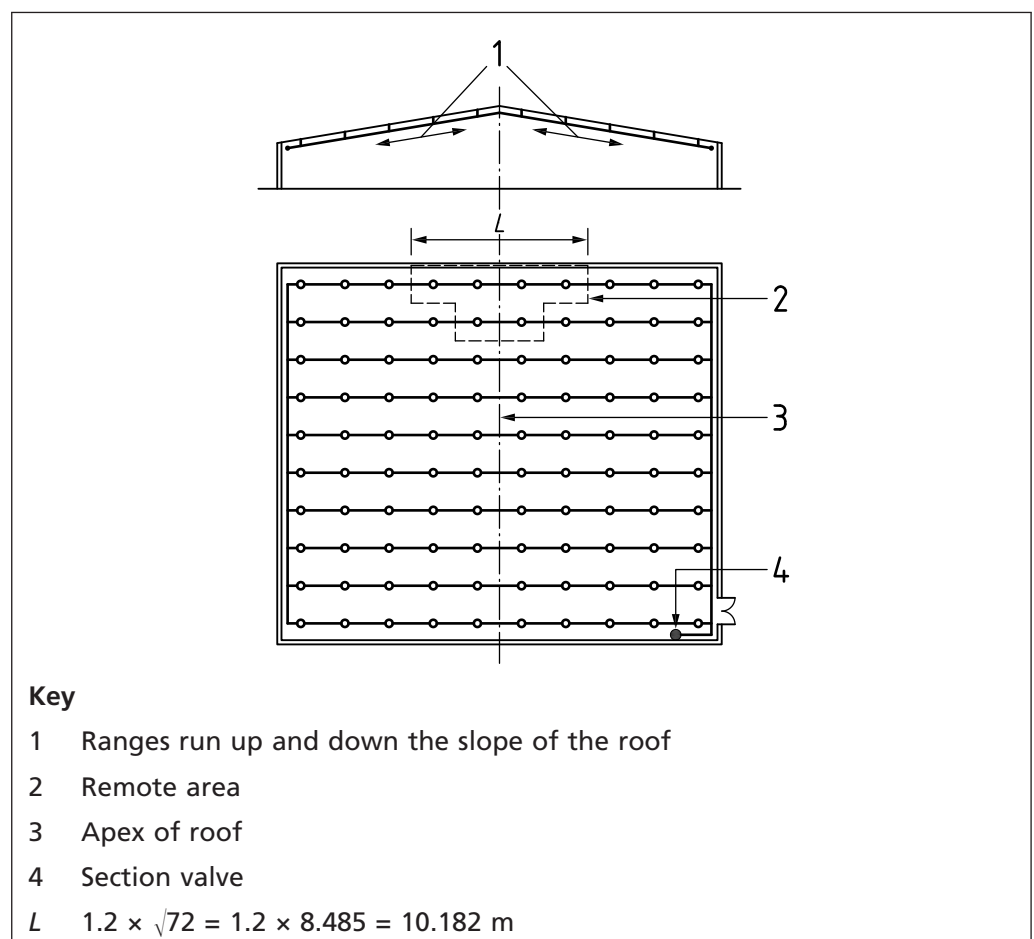 1
L
2
3
4
Key
1 Ranges run up and down the slope of the roof
2 Remote area
3 Apex of roof
4 Section valve
L 1.2 × √72 = 1.2 × 8.485 = 10.182 m